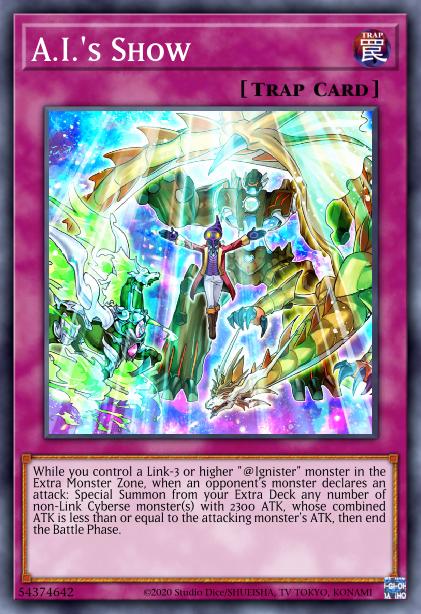 A.I.'s Show
TRAP
罠
[ Trap Card ]
While you control a Link-3 or higher "@Ignister" monster in the
Extra Monster Zone, when an opponent's monster declares an
attack: Special Summon from your Extra Deck any number of
non-Link Cyberse monster(s) with 2300 ATK, whose combined
ATK is less than or equal to the attacking monster's ATK, then end
the Battle Phase.
54374642
©2020 Studio Dice/SHUEISHA, TV TOKYO, KONAMI